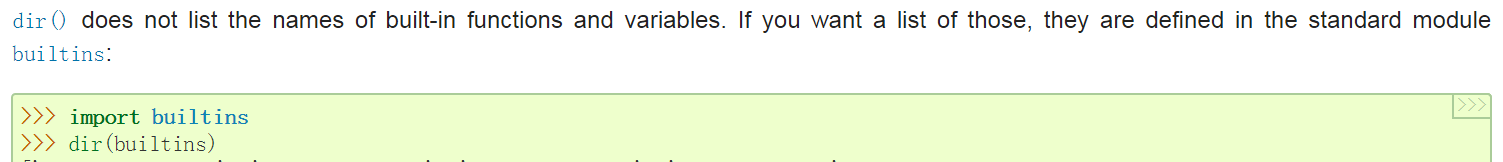 dir() does not list the names of built-in functions and variables. If you want a list of those, they are defined in the standard module
builtins:
>>>
>>> import builtins
>>> dir(builtins)